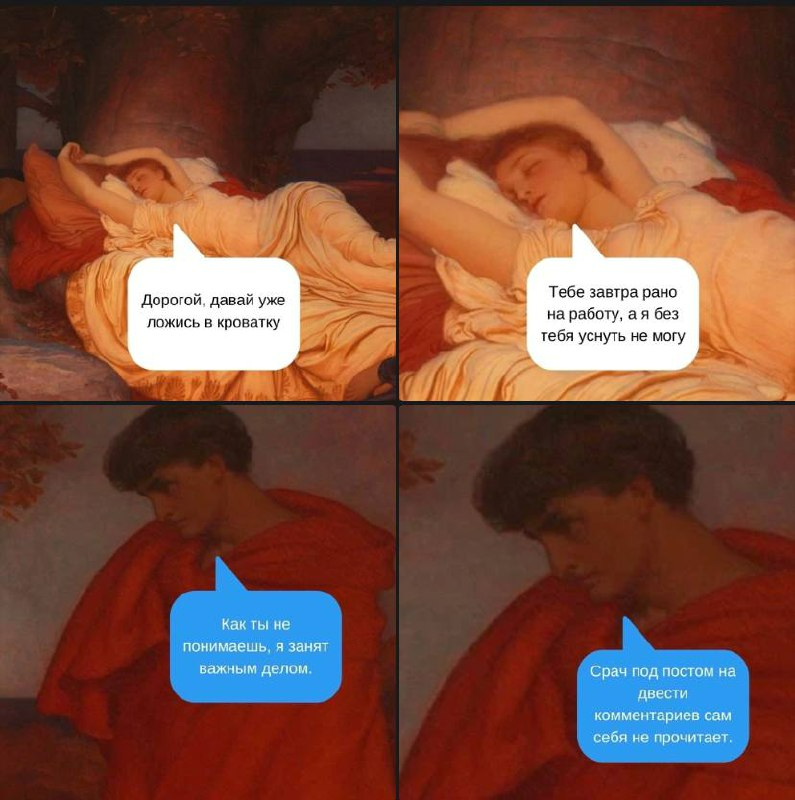 Дорогой, давай уже
ложись в кроватку
Тебе завтра рано
на работу, а я без
тебя уснуть не могу
Как ты не
понимаешь, я занят
важным делом.
Срач под постом на
двести
комментариев сам
себя не прочитает.